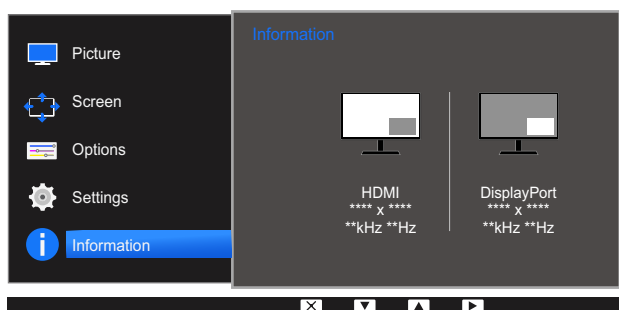 Information
Picture
Screen
Options
Settings
i Information
HDMI
**** x ****
**kHz **Hz
DisplayPort
**** x ****
**kHz **Hz